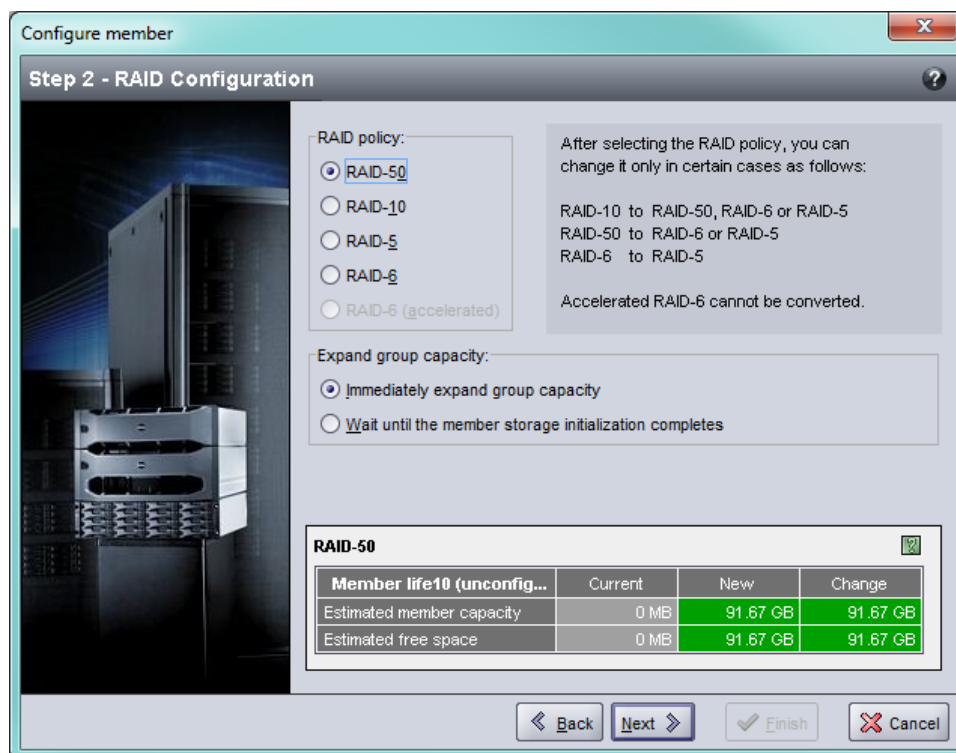 Configure member
Step 2 - RAID Configuration
RAID policy:
RAID-50
RAID-10
RAID-5
RAID-6
RAID-6 (accelerated)
After selecting the RAID policy, you can
change it only in certain cases as follows:
RAID-10 to RAID-50, RAID-6 or RAID-5
RAID-50 to RAID-6 or RAID-5
RAID-6 to RAID-5
Accelerated RAID-6 cannot be converted.
Expand group capacity:
Immediately expand group capacity
Wait until the member storage initialization completes
RAID-50
Member life10 (unconfig... Current New Change
Estimated member capacity 0 MB 91.67 GB 91.67 GB
Estimated free space 0 MB 91.67 GB 91.67 GB
Back Next Finish Cancel